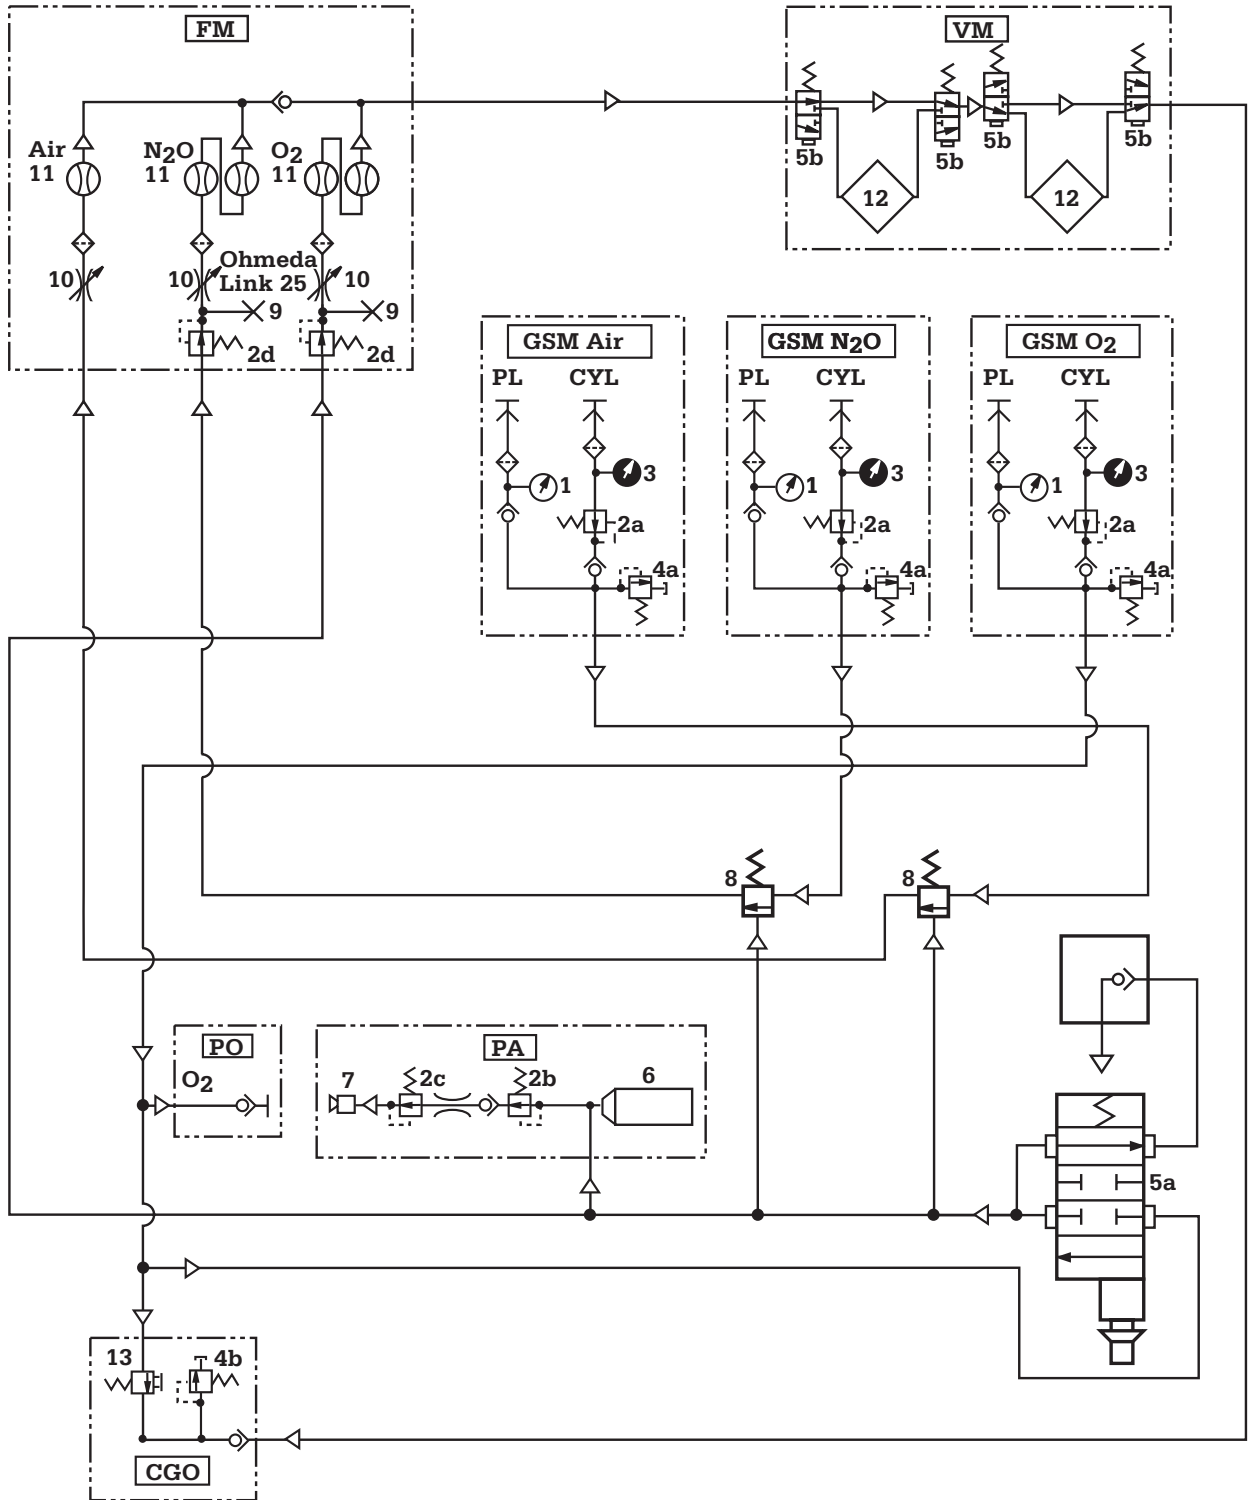 FM
VM
Air
11
N2O
11
O2
11
5b
5b
5b
5b
12
12
10
10
Ohmeda
Link 25
10
9
9
2d
2d
GSM Air
GSM N2O
GSM O2
PL
CYL
PL
CYL
PL
CYL
1
3
1
3
1
3
2a
2a
2a
4a
4a
4a
8
8
PO
O2
PA
7
2c
2b
6
5a
13
4b
CGO